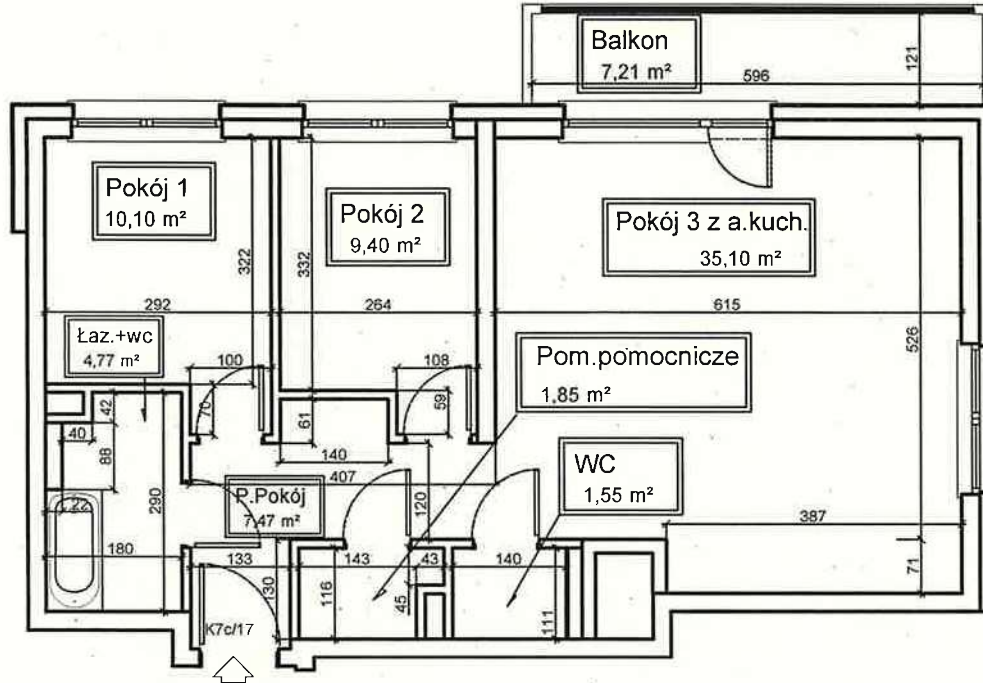 Balkon
7,21 m²
596
121
Pokój 1
10,10 m²
Pokój 2
9,40 m²
Pokój 3 z a.kuch.
35,10 m²
322
332
292
264
615
526
Łaz.+wc
4,77 m²
100
108
Pom.pomocnicze
1,85 m²
70
59
61
42
40
88
140
407
WC
1,55 m²
P.Pokój
7,47 m²
120
290
22
387
180
133
143
43
140
71
130
116
45
111
K7c/17